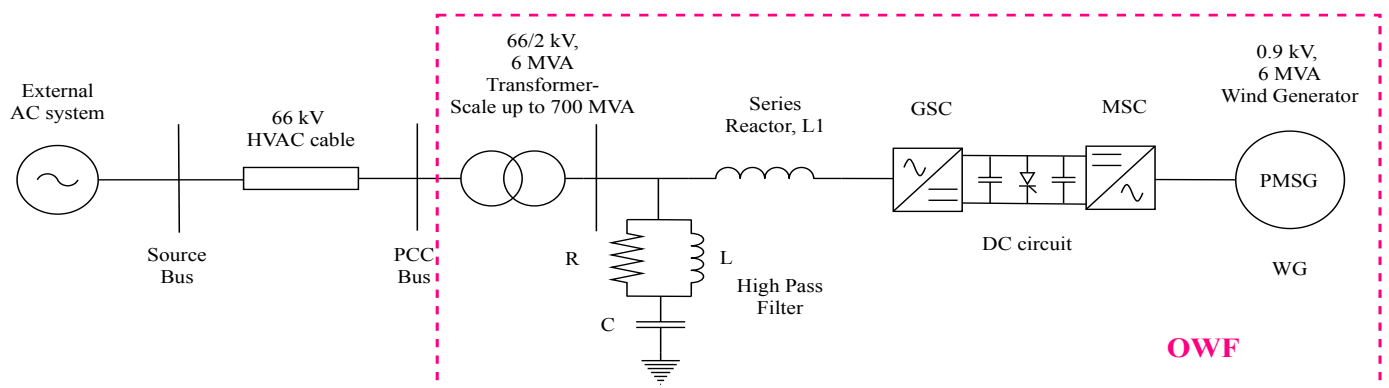 External
AC system
Source
Bus
66 kV
HVAC cable
PCC
Bus
66/2 kV,
6 MVA
Transformer-
Scale up to 700 MVA
R
L
C
High Pass
Filter
Series
Reactor, L1
GSC
DC circuit
MSC
0.9 kV,
6 MVA
Wind Generator
PMSG
WG
OWF